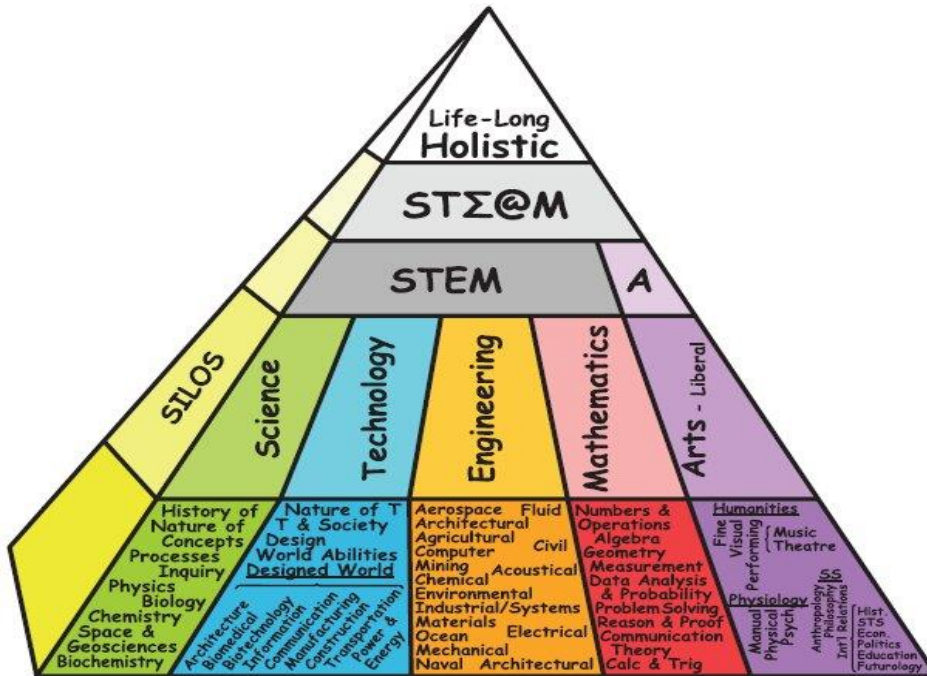 Life-Long
Holistic
STΣ@M
STEM
A
SILOS
Science
Technology
Engineering
Mathematics
Arts - Liberal
History of
Nature of
Concepts
Processes
Inquiry
Physics
Biology
Chemistry
Space &
Geosciences
Biochemistry
Nature of T
T & Society
Design
World Abilities
Designed World
Architecture
Biomedical
Biotechnology
Information
Communication
Manufacturing
Construction
Transportation
Power &
Energy
Aerospace Fluid
Architectural
Agricultural
Computer Civil
Mining
Chemical Acoustical
Environmental
Industrial/Systems
Materials
Ocean Electrical
Mechanical
Naval Architectural
Numbers &
Operations
Algebra
Geometry
Measurement
Data Analysis
& Probability
Problem Solving
Reason & Proof
Communication
Theory
Calc & Trig
Humanities
Fine
Visual
Performing
Music
Theatre
Physiology
Manual
Physical
Psych
SS
Anthropology
Philosophy
Int'l Relations
Hist.
STS
Econ.
Politics
Education
Futurology